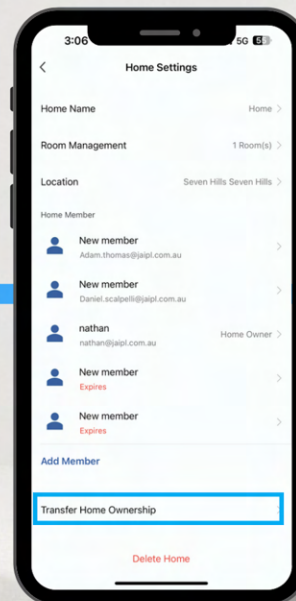 3:06 5G 59
Home Settings
Home Name Home
Room Management 1 Room(s)
Location Seven Hills Seven Hills
Home Member
New member
Adam.thomas@jaipl.com.au
New member
Daniel.scalpelli@jaipl.com.au
nathan
nathan@jaipl.com.au
Home Owner
New member
Expires
New member
Expires
Add Member
Transfer Home Ownership
Delete Home